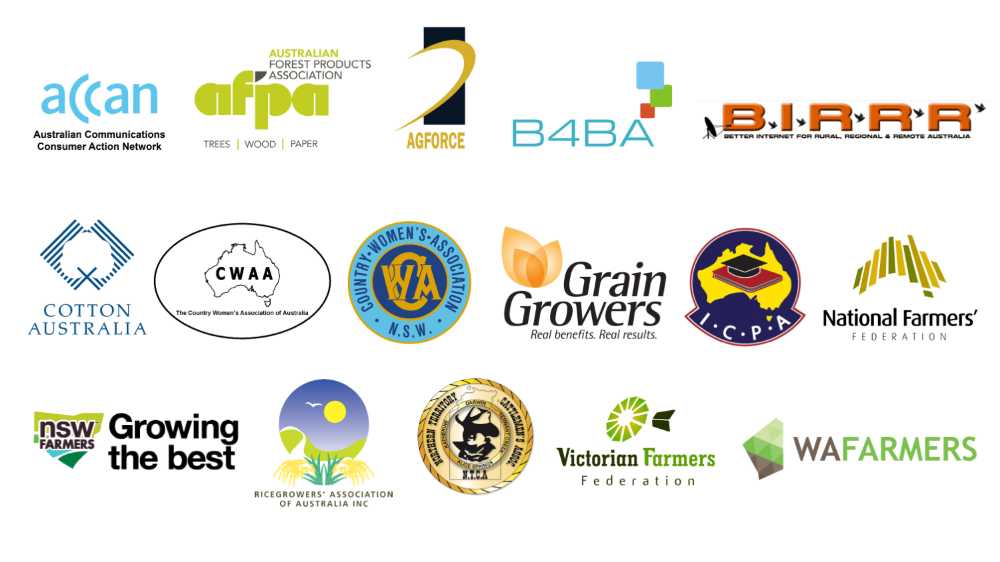 accan
Australian Communications
Consumer Action Network
AUSTRALIAN
FOREST PRODUCTS
ASSOCIATION
afpa
TREES | WOOD | PAPER
AGFORCE
B4BA
B.I.R.R.R
BETTER INTERNET FOR RURAL, REGIONAL & REMOTE AUSTRALIA
COTTON
AUSTRALIA
CWAA
The Country Women's Association of Australia
COUNTRY·WOMEN'S·ASSOCIATION
CWA
· N.S.W. ·
Grain
Growers
Real benefits. Real results.
I·C·P·A
National Farmers'
FEDERATION
nsw
FARMERS
Growing
the best
RICEGROWERS' ASSOCIATION
OF AUSTRALIA INC
NORTHERN TERRITORY CATTLEMEN'S ASSOC.
DARWIN
KATHERINE
TENNANT CREEK
ALICE SPRINGS
N.T.C.A
Victorian Farmers
Federation
WAFARMERS